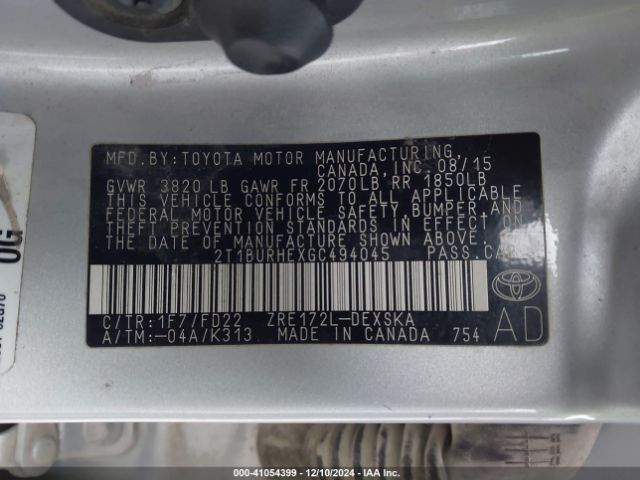 MFD.BY:TOYOTA MOTOR MANUFACTURING,
CANADA, INC. 08/15
GVWR 3820 LB GAWR FR 2070LB RR 1850LB
THIS VEHICLE CONFORMS TO ALL APPLICABLE
FEDERAL MOTOR VEHICLE SAFETY, BUMPER, AND
THEFT PREVENTION STANDARDS IN EFFECT ON
THE DATE OF MANUFACTURE SHOWN ABOVE.
2T1BURHEXGC494045 PASS.CAR
C/TR:1F7/FD22 ZRE172L-DEXSKA
A/TM:-04A/K313 MADE IN CANADA 754
TOYOTA
AD
OG
000-41054399 - 12/10/2024 - IAA Inc.